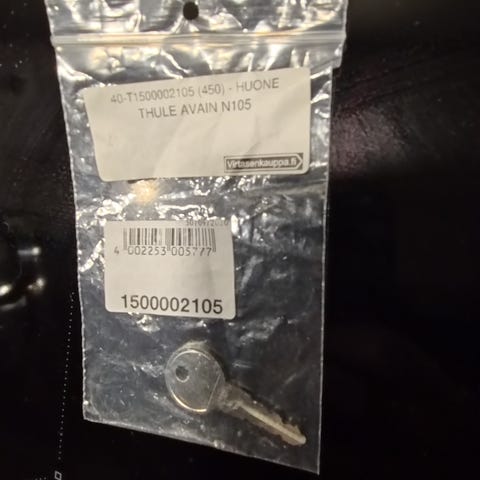 40-T1500002105 (450) - HUONE
THULE AVAIN N105
Virtasenkauppa.fi
4 002253 005777
1500002105